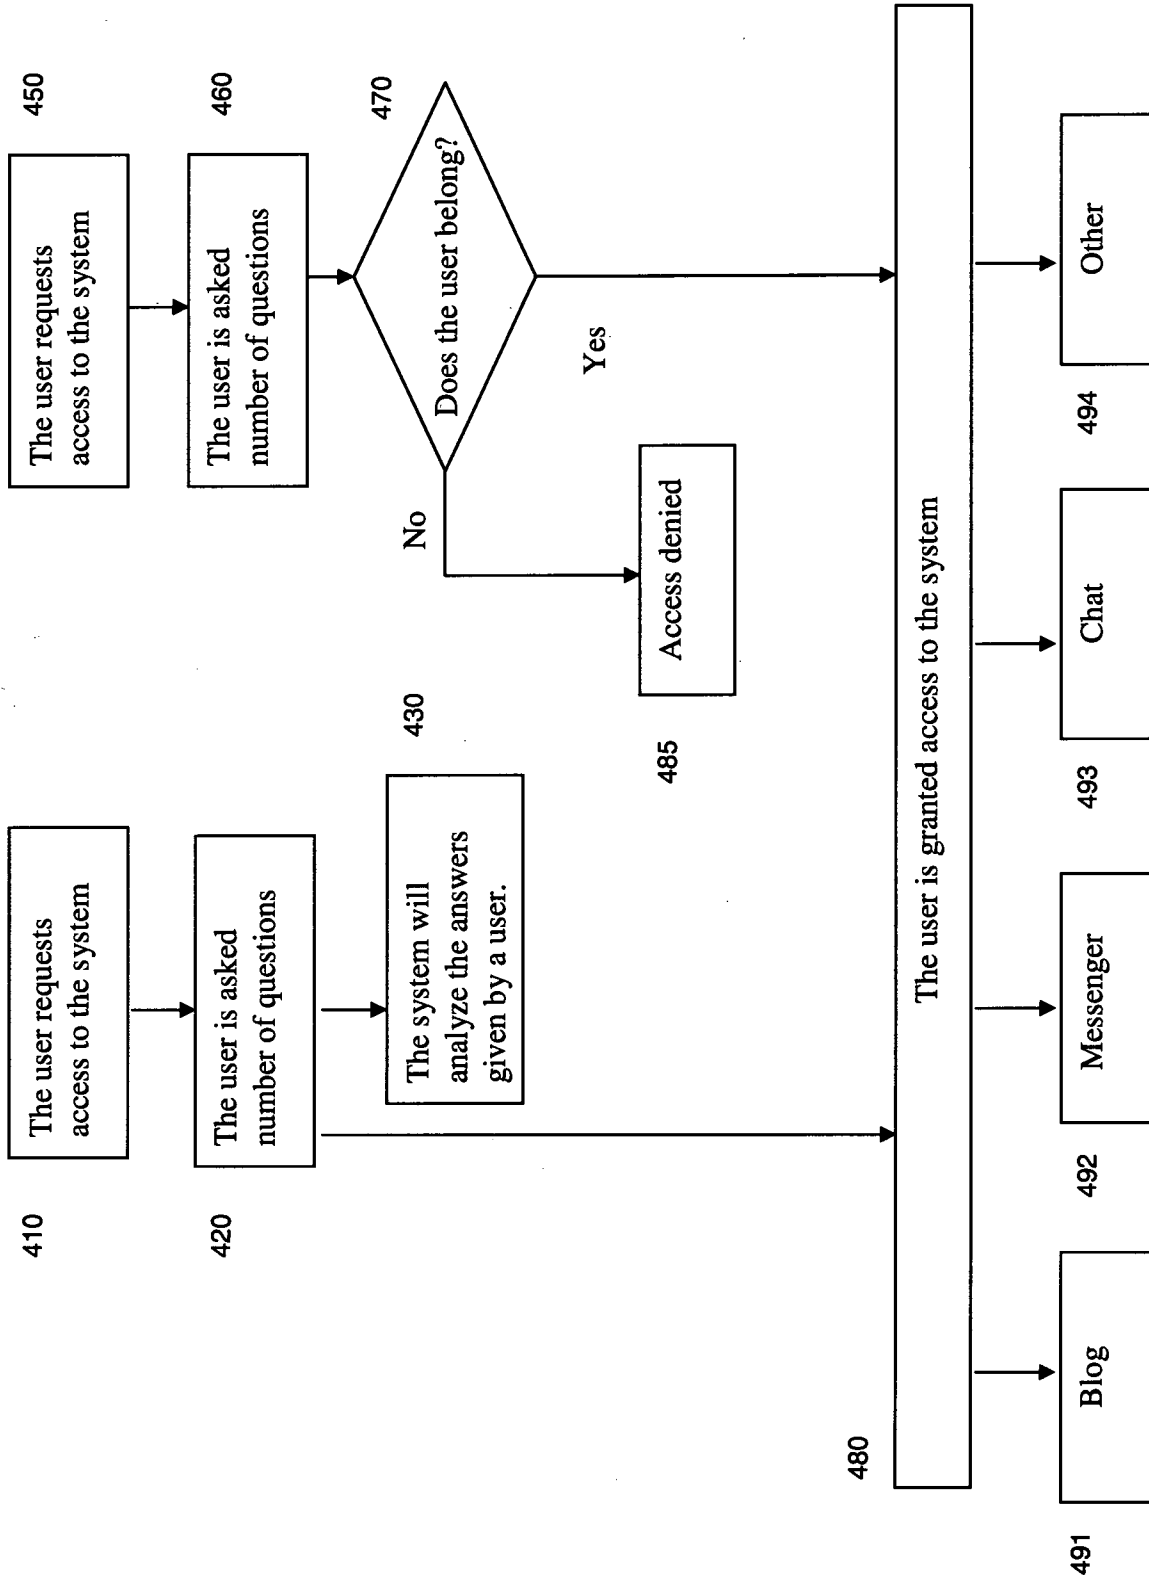 410
The user requests
access to the system
420
The user is asked
number of questions
430
The system will
analyze the answers
given by a user.
450
The user requests
access to the system
460
The user is asked
number of questions
470
Does the user belong?
No
Yes
485
Access denied
480
The user is granted access to the system
491
Blog
492
Messenger
493
Chat
494
Other